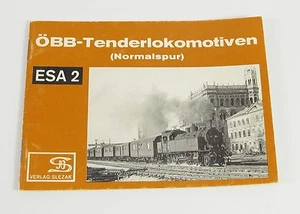 ÖBB-Tenderlokomotiven
(Normalspur)
ESA 2
VERLAG SLEZAK